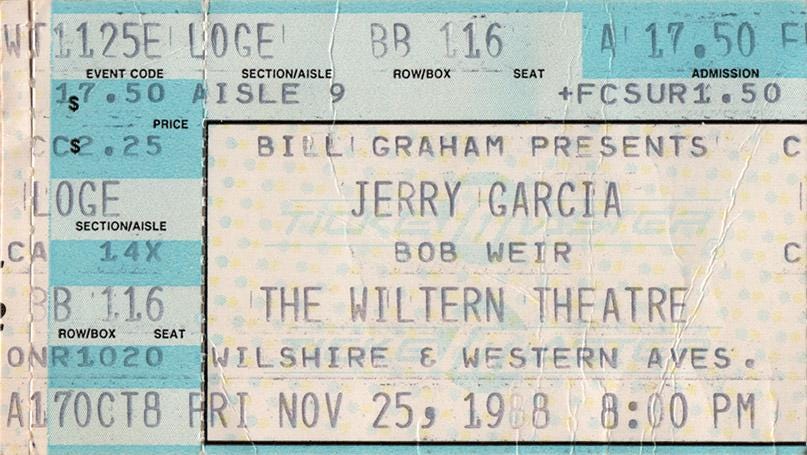 WT1125E LOGE BB 116 A 17.50 F
EVENT CODE SECTION/AISLE ROW/BOX SEAT ADMISSION
$ 17.50 AISLE 9 +FCSUR1.50
PRICE
CC$2.25 BILL GRAHAM PRESENTS C
LOGE JERRY GARCIA
SECTION/AISLE
TICKETMASTER
CA 14X BOB WEIR C
BB 116 THE WILTERN THEATRE
ROW/BOX SEAT
ONR1020 WILSHIRE & WESTERN AVES.
A17OCT8 FRI NOV 25, 1988 8:00 PM